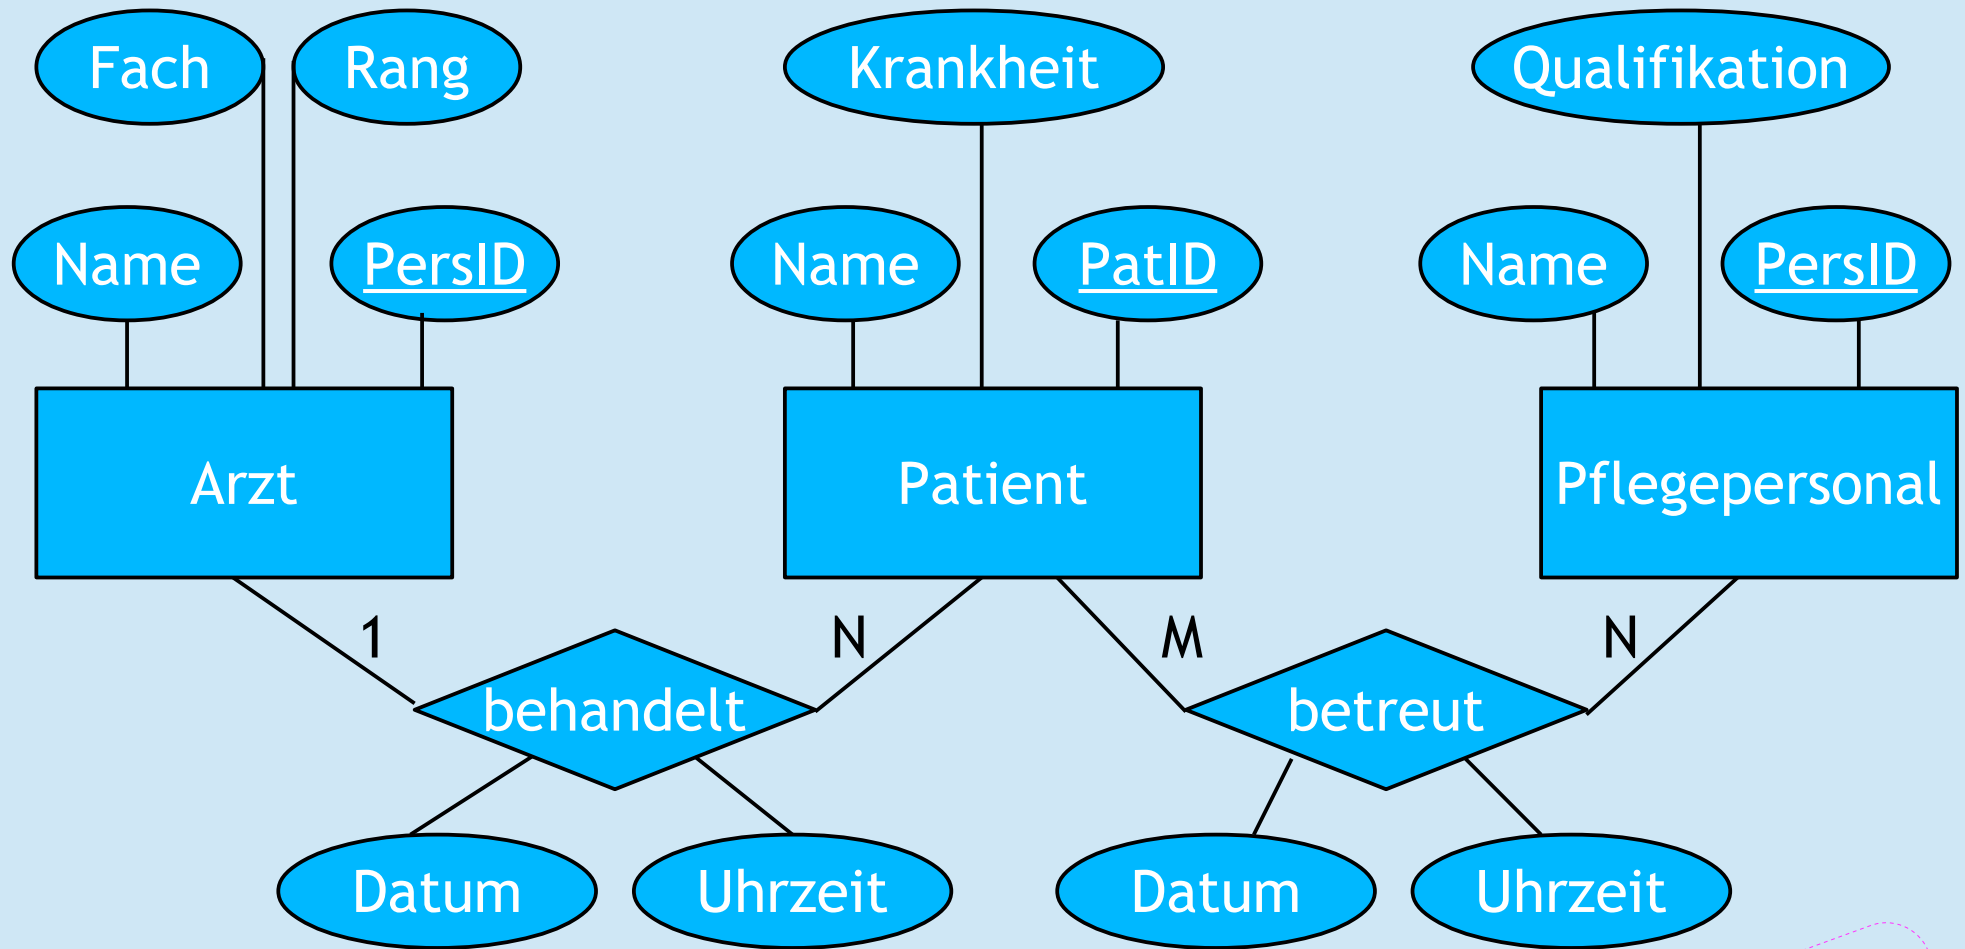 Fach
Rang
Krankheit
Qualifikation
Name
PersID
Name
PatID
Name
PersID
Arzt
Patient
Pflegepersonal
1
N
M
N
behandelt
betreut
Datum
Uhrzeit
Datum
Uhrzeit